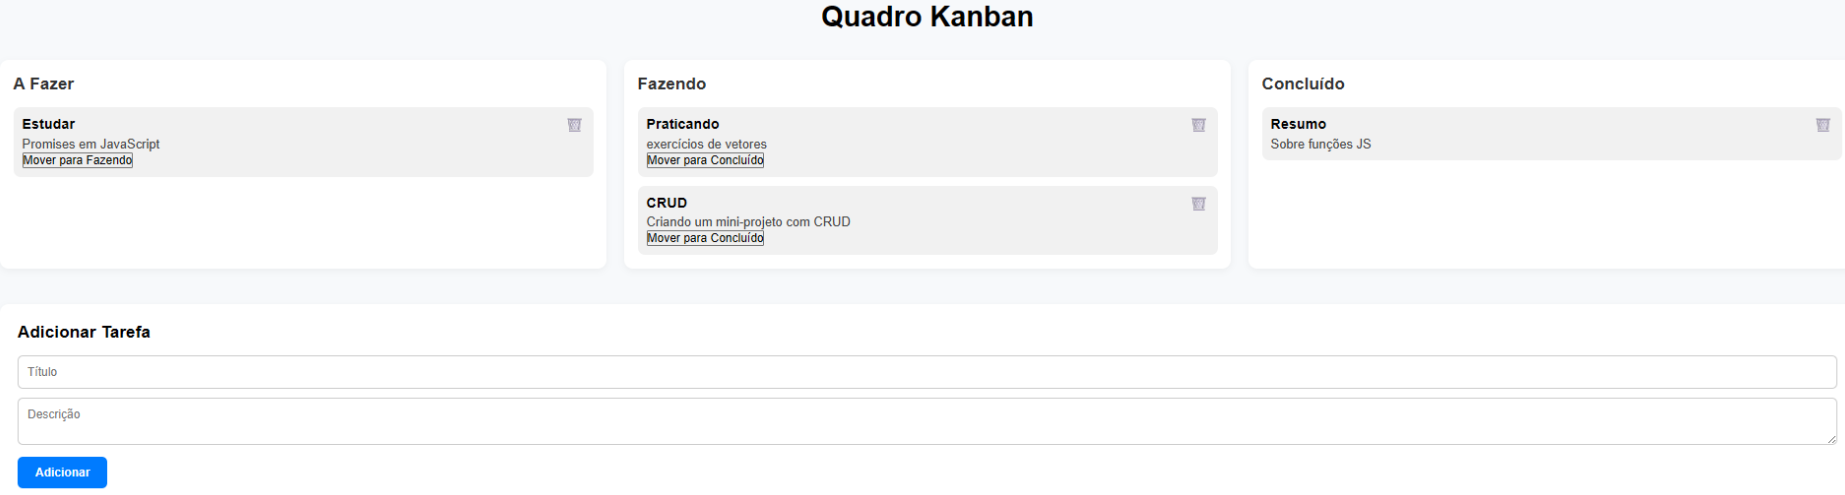 Quadro Kanban
A Fazer
Estudar
Promises em JavaScript
Mover para Fazendo
Fazendo
Praticando
exercícios de vetores
Mover para Concluído
CRUD
Criando um mini-projeto com CRUD
Mover para Concluído
Concluído
Resumo
Sobre funções JS
Adicionar Tarefa
Título
Descrição
Adicionar